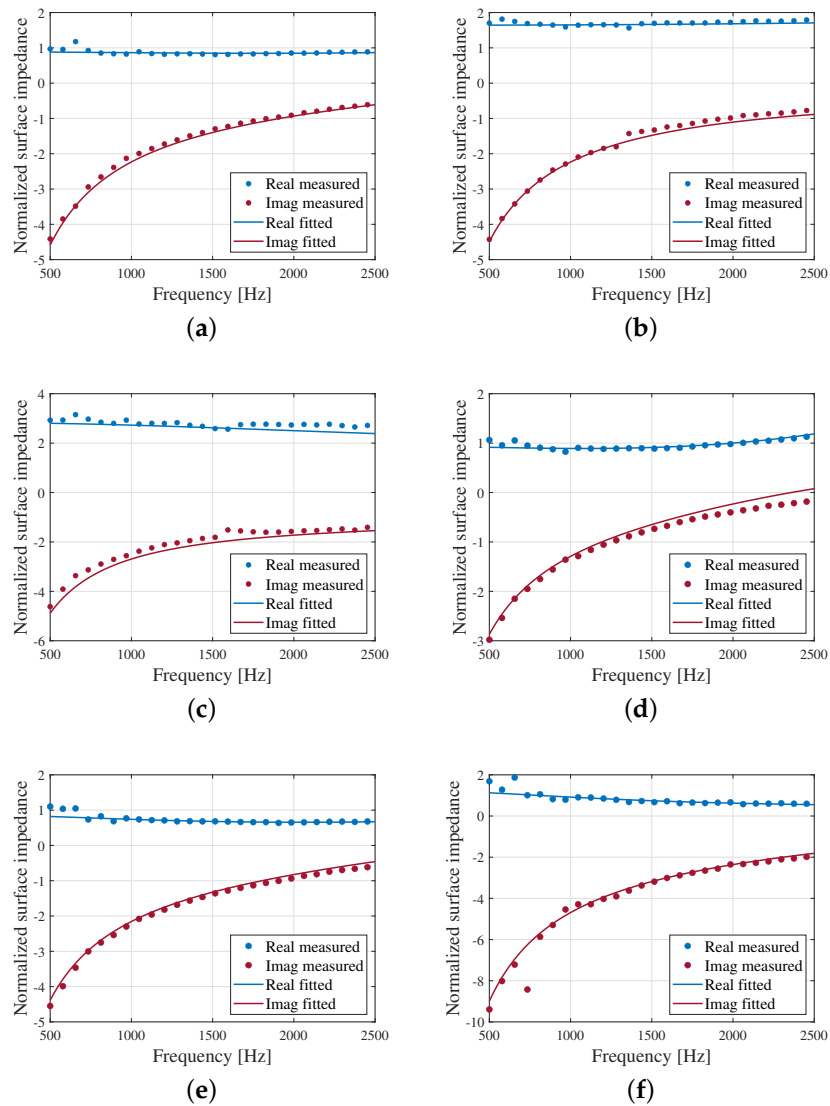 2
1
0
-1
-2
-3
-4
-5
Normalized surface impedance
Real measured
Imag measured
Real fitted
Imag fitted
500 1000 1500 2000 2500
Frequency [Hz]
(a)
2
1
0
-1
-2
-3
-4
-5
Normalized surface impedance
Real measured
Imag measured
Real fitted
Imag fitted
500 1000 1500 2000 2500
Frequency [Hz]
(b)
4
2
0
-2
-4
-6
Normalized surface impedance
Real measured
Imag measured
Real fitted
Imag fitted
500 1000 1500 2000 2500
Frequency [Hz]
(c)
2
1
0
-1
-2
-3
Normalized surface impedance
Real measured
Imag measured
Real fitted
Imag fitted
500 1000 1500 2000 2500
Frequency [Hz]
(d)
2
1
0
-1
-2
-3
-4
-5
Normalized surface impedance
Real measured
Imag measured
Real fitted
Imag fitted
500 1000 1500 2000 2500
Frequency [Hz]
(e)
2
0
-2
-4
-6
-8
-10
Normalized surface impedance
Real measured
Imag measured
Real fitted
Imag fitted
500 1000 1500 2000 2500
Frequency [Hz]
(f)